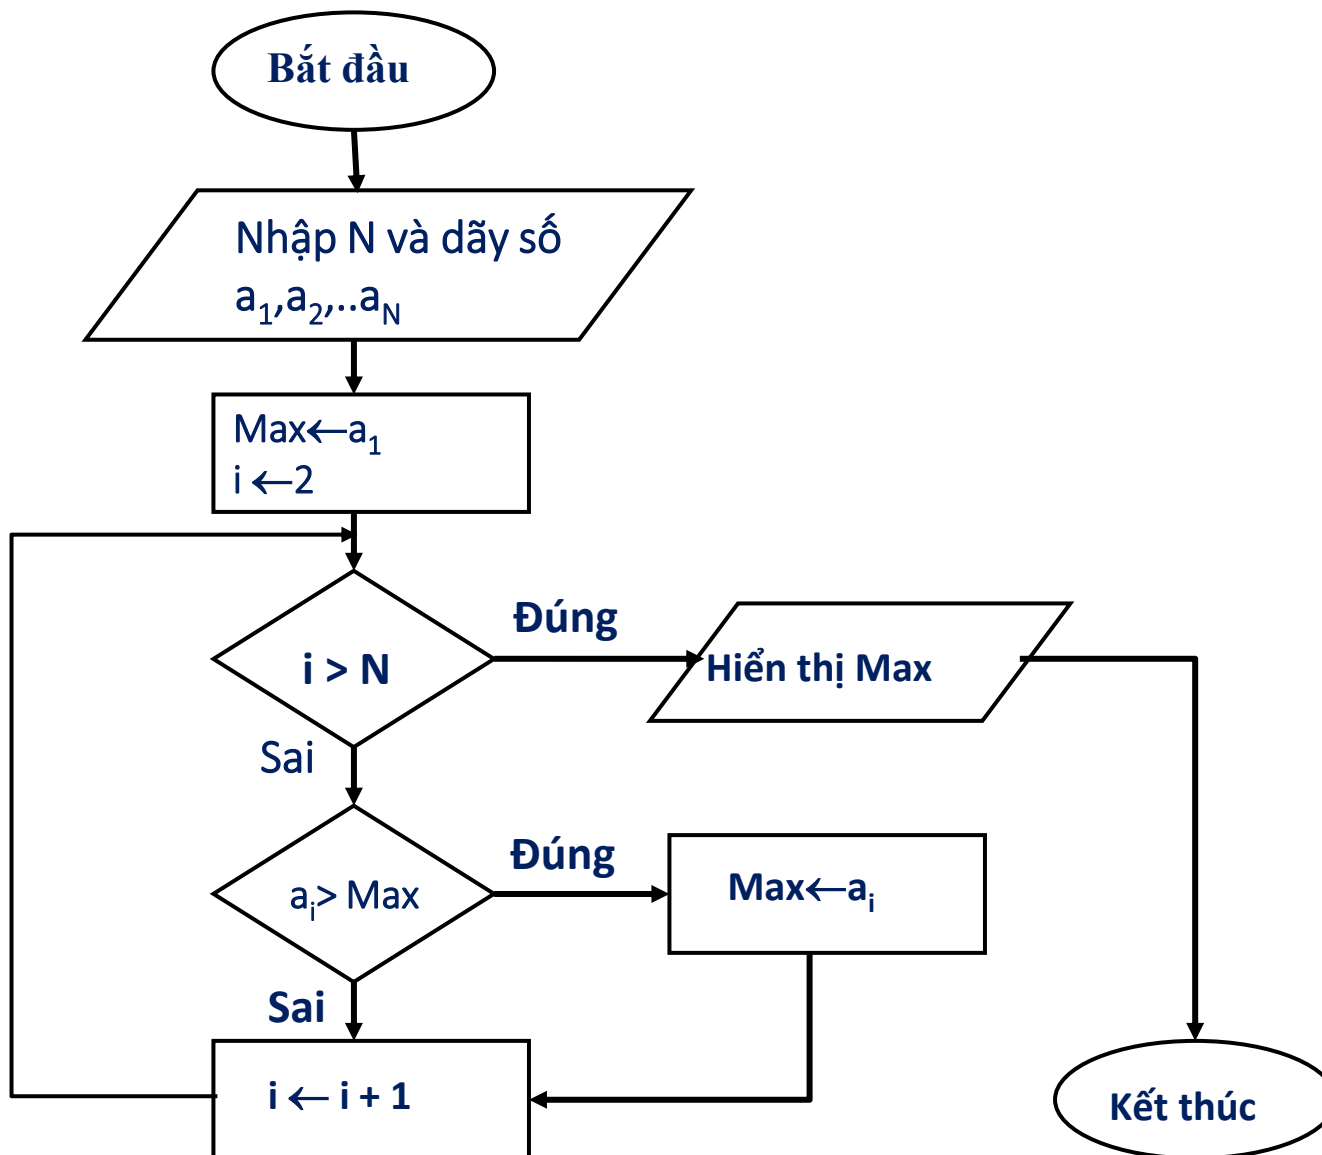 Bắt đầu
Nhập N và dãy số
a₁,a₂,..a_N
Max←a₁
i ←2
i > N
Đúng
Hiển thị Max
Sai
aᵢ> Max
Đúng
Max←aᵢ
Sai
i ← i + 1
Kết thúc